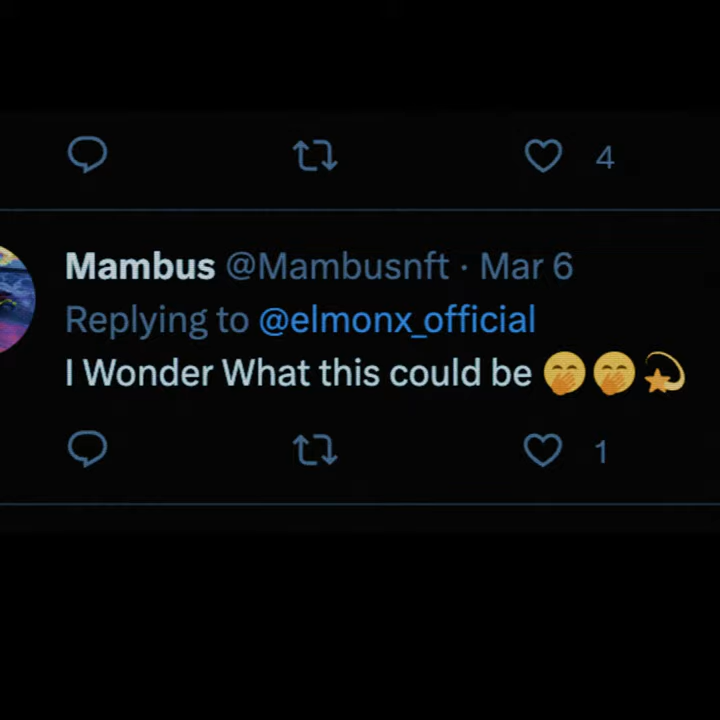 4
Mambus @Mambusnft · Mar 6
Replying to @elmonx_official
I Wonder What this could be 🤭🤭💫
1